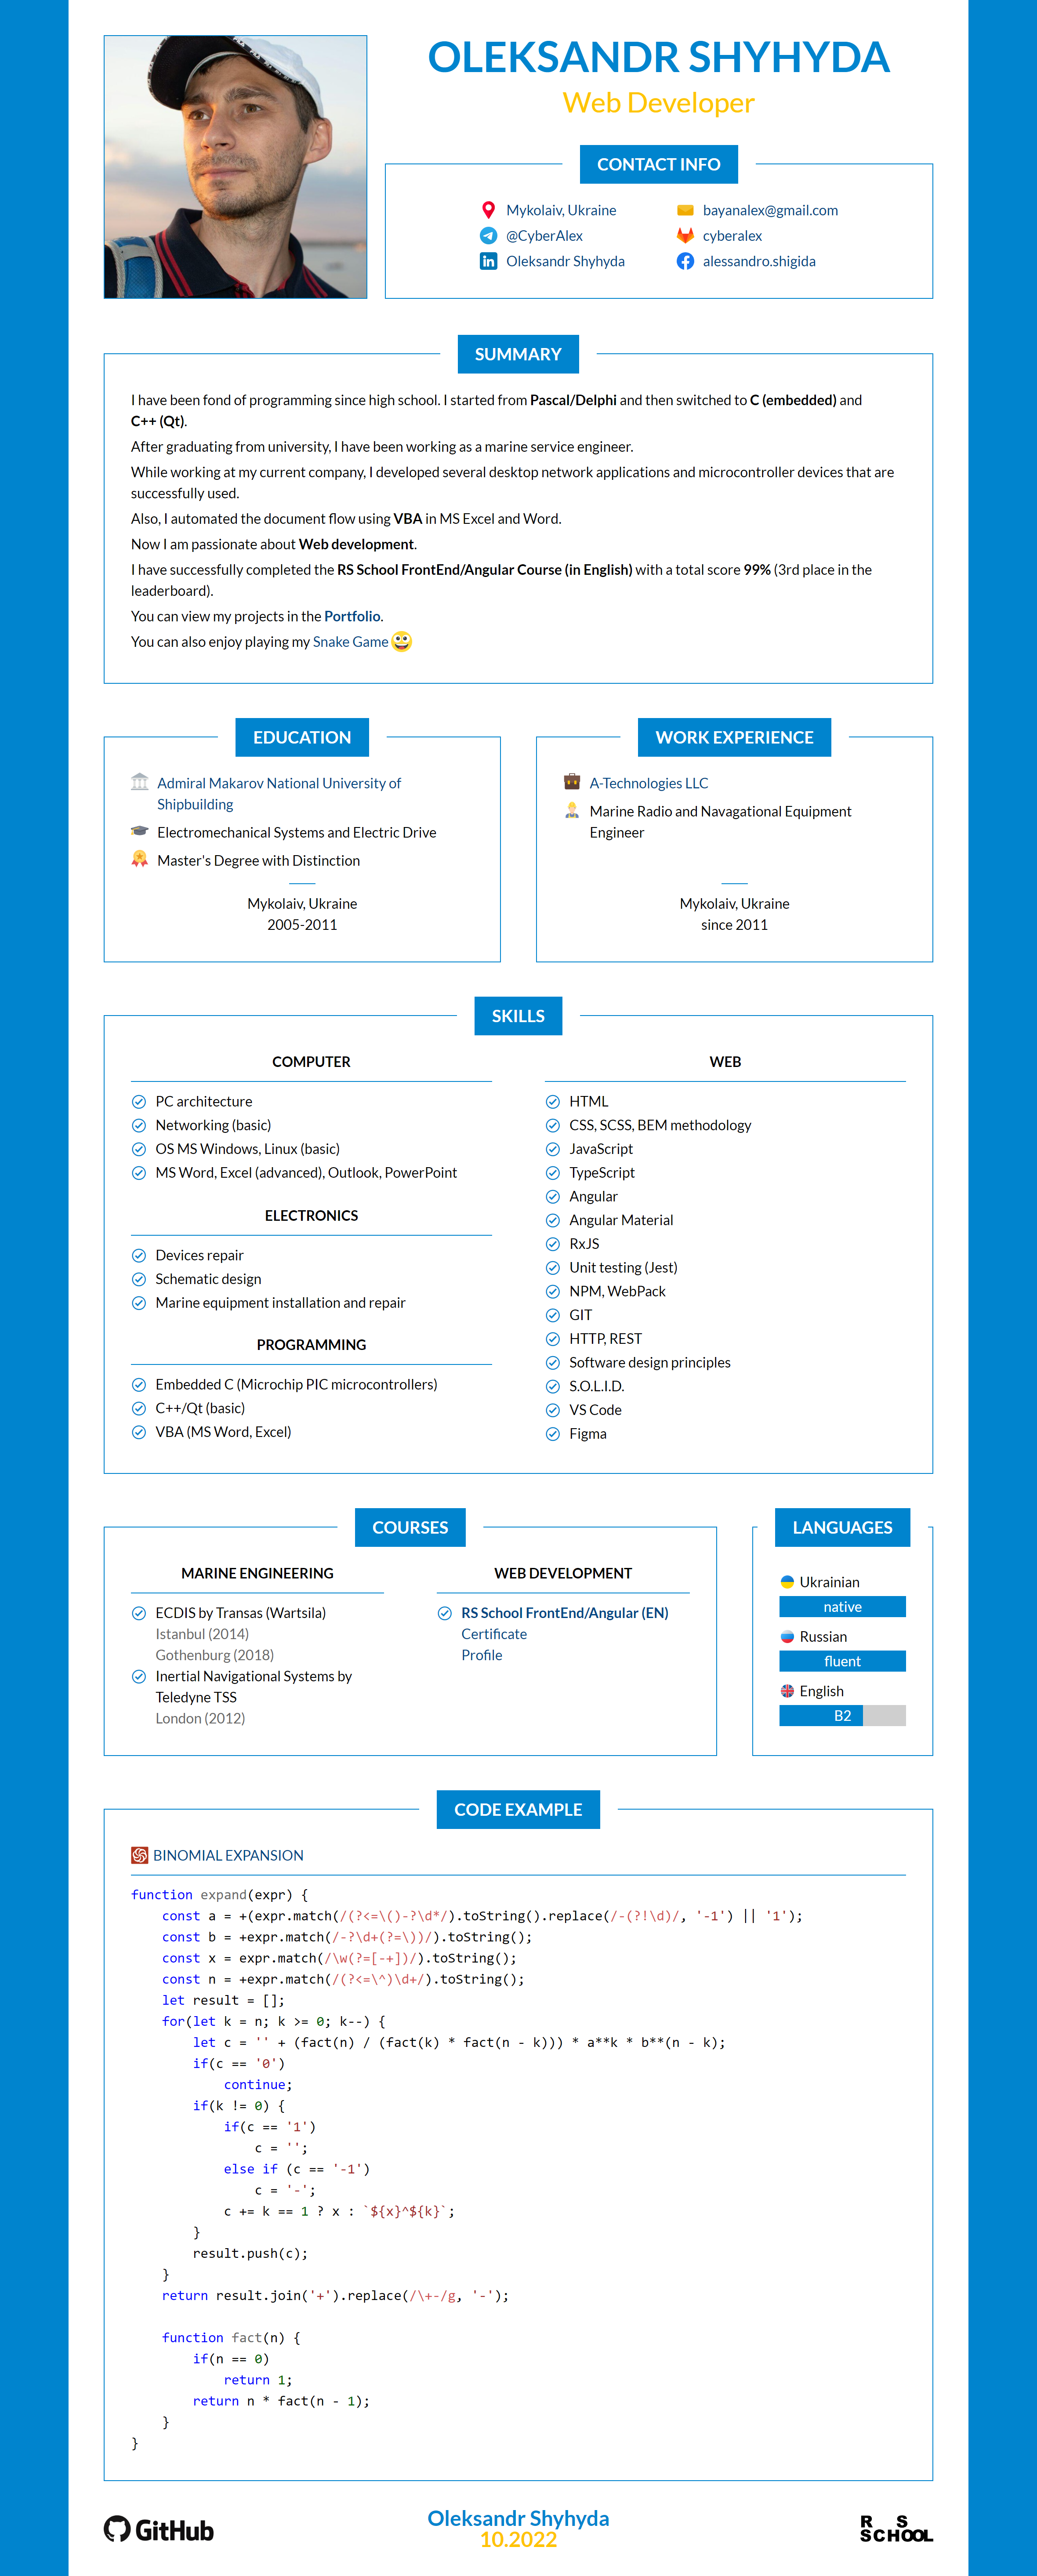 OLEKSANDR SHYHYDA
Web Developer
CONTACT INFO
Mykolaiv, Ukraine
bayanalex@gmail.com
@CyberAlex
cyberalex
Oleksandr Shyhyda
alessandro.shigida
SUMMARY
I have been fond of programming since high school. I started from Pascal/Delphi and then switched to C (embedded) and
C++ (Qt).
After graduating from university, I have been working as a marine service engineer.
While working at my current company, I developed several desktop network applications and microcontroller devices that are
successfully used.
Also, I automated the document flow using VBA in MS Excel and Word.
Now I am passionate about Web development.
I have successfully completed the RS School FrontEnd/Angular Course (in English) with a total score 99% (3rd place in the
leaderboard).
You can view my projects in the Portfolio.
You can also enjoy playing my Snake Game
EDUCATION
Admiral Makarov National University of
Shipbuilding
Electromechanical Systems and Electric Drive
Master's Degree with Distinction
Mykolaiv, Ukraine
2005-2011
WORK EXPERIENCE
A-Technologies LLC
Marine Radio and Navagational Equipment
Engineer
Mykolaiv, Ukraine
since 2011
SKILLS
COMPUTER
PC architecture
Networking (basic)
OS MS Windows, Linux (basic)
MS Word, Excel (advanced), Outlook, PowerPoint
ELECTRONICS
Devices repair
Schematic design
Marine equipment installation and repair
PROGRAMMING
Embedded C (Microchip PIC microcontrollers)
C++/Qt (basic)
VBA (MS Word, Excel)
WEB
HTML
CSS, SCSS, BEM methodology
JavaScript
TypeScript
Angular
Angular Material
RxJS
Unit testing (Jest)
NPM, WebPack
GIT
HTTP, REST
Software design principles
S.O.L.I.D.
VS Code
Figma
COURSES
MARINE ENGINEERING
ECDIS by Transas (Wartsila)
Istanbul (2014)
Gothenburg (2018)
Inertial Navigational Systems by
Teledyne TSS
London (2012)
WEB DEVELOPMENT
RS School FrontEnd/Angular (EN)
Certificate
Profile
LANGUAGES
Ukrainian
native
Russian
fluent
English
B2
CODE EXAMPLE
BINOMIAL EXPANSION
function expand(expr) {
    const a = +(expr.match(/(?<=\()-?\d*/).toString().replace(/-(?!\d)/, '-1') || '1');
    const b = +expr.match(/-?\d+(?=\))/).toString();
    const x = expr.match(/\w(?=[-+])/).toString();
    const n = +expr.match(/(?<=\^)\d+/).toString();
    let result = [];
    for(let k = n; k >= 0; k--) {
        let c = '' + (fact(n) / (fact(k) * fact(n - k))) * a**k * b**(n - k);
        if(c == '0')
            continue;
        if(k != 0) {
            if(c == '1')
                c = '';
            else if (c == '-1')
                c = '-';
            c += k == 1 ? x : `${x}^${k}`;
        }
        result.push(c);
    }
    return result.join('+').replace(/\+-/g, '-');

    function fact(n) {
        if(n == 0)
            return 1;
        return n * fact(n - 1);
    }
}
GitHub
Oleksandr Shyhyda
10.2022
RS
SCHOOL